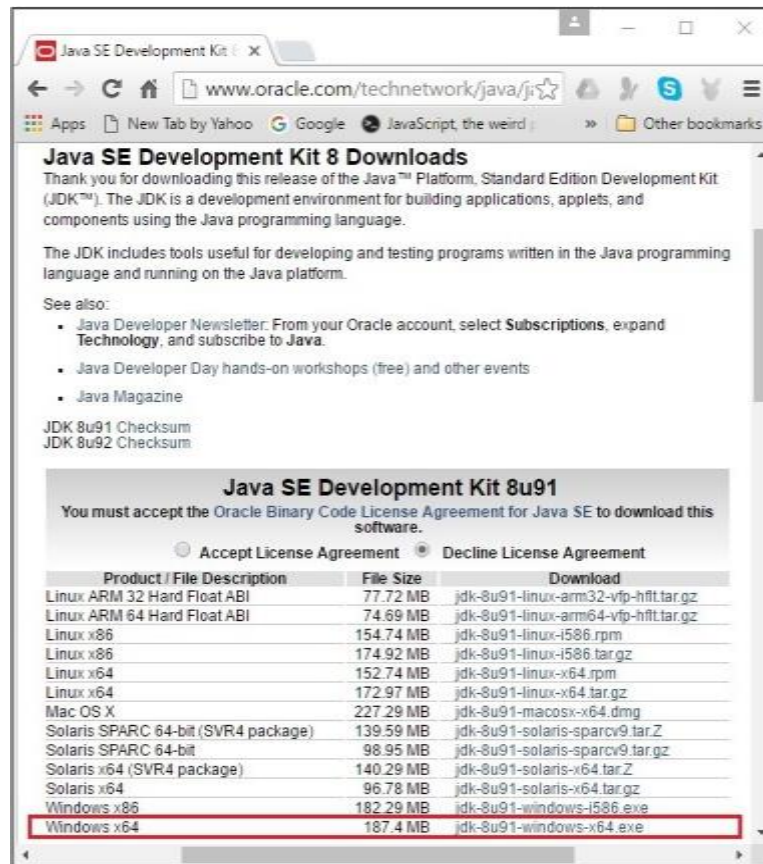 Java SE Development Kit 8
www.oracle.com/technetwork/java/ja
Apps New Tab by Yahoo Google JavaScript, the weird » Other bookmarks
Java SE Development Kit 8 Downloads
Thank you for downloading this release of the Java™ Platform, Standard Edition Development Kit
(JDK™). The JDK is a development environment for building applications, applets, and
components using the Java programming language.
The JDK includes tools useful for developing and testing programs written in the Java programming
language and running on the Java platform.
See also:
• Java Developer Newsletter: From your Oracle account, select Subscriptions, expand
Technology, and subscribe to Java.
• Java Developer Day hands-on workshops (free) and other events
• Java Magazine
JDK 8u91 Checksum
JDK 8u92 Checksum
Java SE Development Kit 8u91
You must accept the Oracle Binary Code License Agreement for Java SE to download this
software.
Accept License Agreement Decline License Agreement
Product / File Description File Size Download
Linux ARM 32 Hard Float ABI 77.72 MB jdk-8u91-linux-arm32-vfp-hflt.tar.gz
Linux ARM 64 Hard Float ABI 74.69 MB jdk-8u91-linux-arm64-vfp-hflt.tar.gz
Linux x86 154.74 MB jdk-8u91-linux-i586.rpm
Linux x86 174.92 MB jdk-8u91-linux-i586.tar.gz
Linux x64 152.74 MB jdk-8u91-linux-x64.rpm
Linux x64 172.97 MB jdk-8u91-linux-x64.tar.gz
Mac OS X 227.29 MB jdk-8u91-macosx-x64.dmg
Solaris SPARC 64-bit (SVR4 package) 139.59 MB jdk-8u91-solaris-sparcv9.tar.Z
Solaris SPARC 64-bit 98.95 MB jdk-8u91-solaris-sparcv9.tar.gz
Solaris x64 (SVR4 package) 140.29 MB jdk-8u91-solaris-x64.tar.Z
Solaris x64 96.78 MB jdk-8u91-solaris-x64.tar.gz
Windows x86 182.29 MB jdk-8u91-windows-i586.exe
Windows x64 187.4 MB jdk-8u91-windows-x64.exe